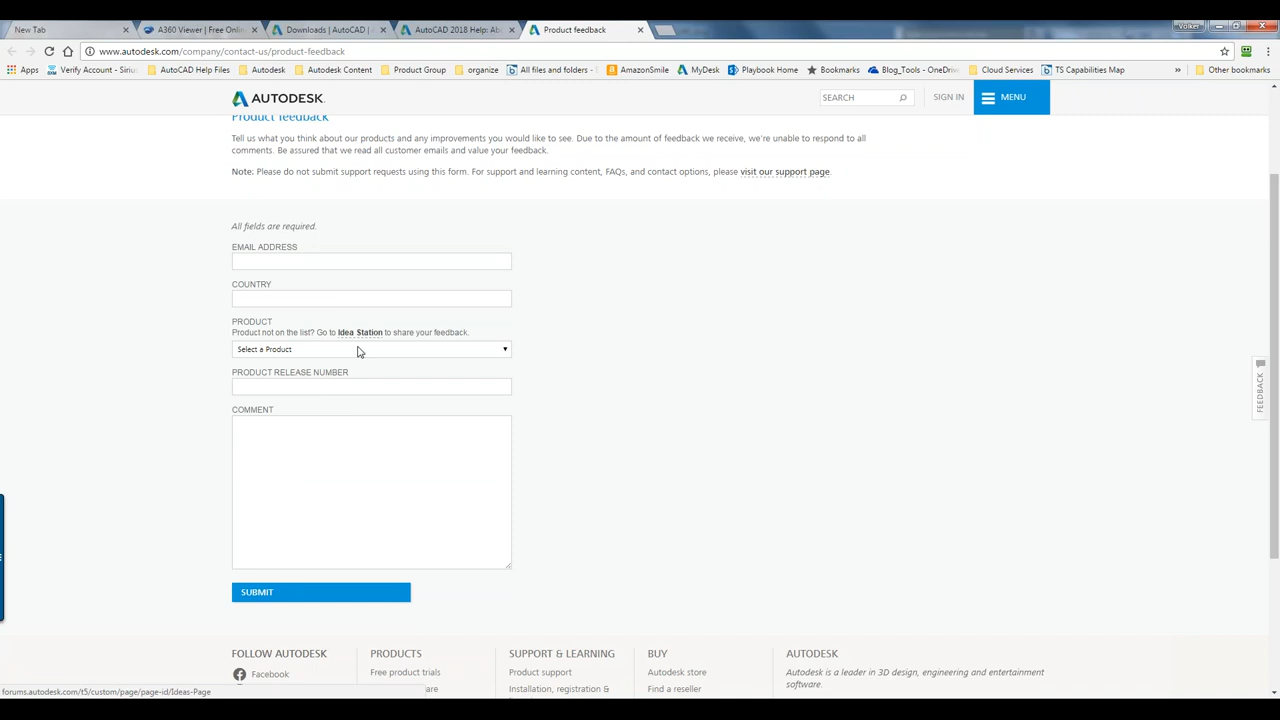 New Tab
A360 Viewer | Free Onlin
Downloads | AutoCAD |
AutoCAD 2018 Help: Ab
Product feedback
Volker
www.autodesk.com/company/contact-us/product-feedback
Apps
Verify Account - Sirius
AutoCAD Help Files
Autodesk
Autodesk Content
Product Group
organize
All files and folders -
AmazonSmile
MyDesk
Playbook Home
Bookmarks
Blog_Tools - OneDriv
Cloud Services
TS Capabilities Map
»
Other bookmarks
AUTODESK.
SEARCH
SIGN IN
MENU
Product feedback
Tell us what you think about our products and any improvements you would like to see. Due to the amount of feedback we receive, we're unable to respond to all
comments. Be assured that we read all customer emails and value your feedback.
Note: Please do not submit support requests using this form. For support and learning content, FAQs, and contact options, please visit our support page.
All fields are required.
EMAIL ADDRESS
COUNTRY
PRODUCT
Product not on the list? Go to Idea Station to share your feedback.
Select a Product
PRODUCT RELEASE NUMBER
COMMENT
SUBMIT
FEEDBACK
FOLLOW AUTODESK
PRODUCTS
SUPPORT & LEARNING
BUY
AUTODESK
Facebook
Free product trials
Product support
Autodesk store
Autodesk is a leader in 3D design, engineering and entertainment
software.
Installation, registration &
Find a reseller
forums.autodesk.com/t5/custom/page/page-id/Ideas-Page